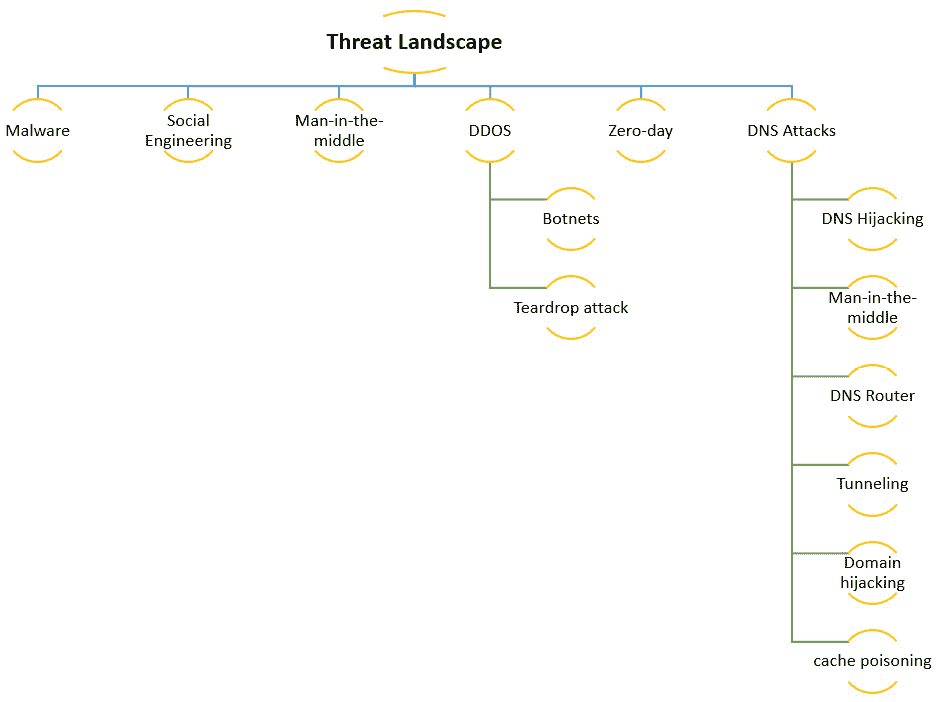 Threat Landscape
Malware
Social
Engineering
Man-in-the-
middle
DDOS
Zero-day
DNS Attacks
Botnets
Teardrop attack
DNS Hijacking
Man-in-the-
middle
DNS Router
Tunneling
Domain
hijacking
cache poisoning